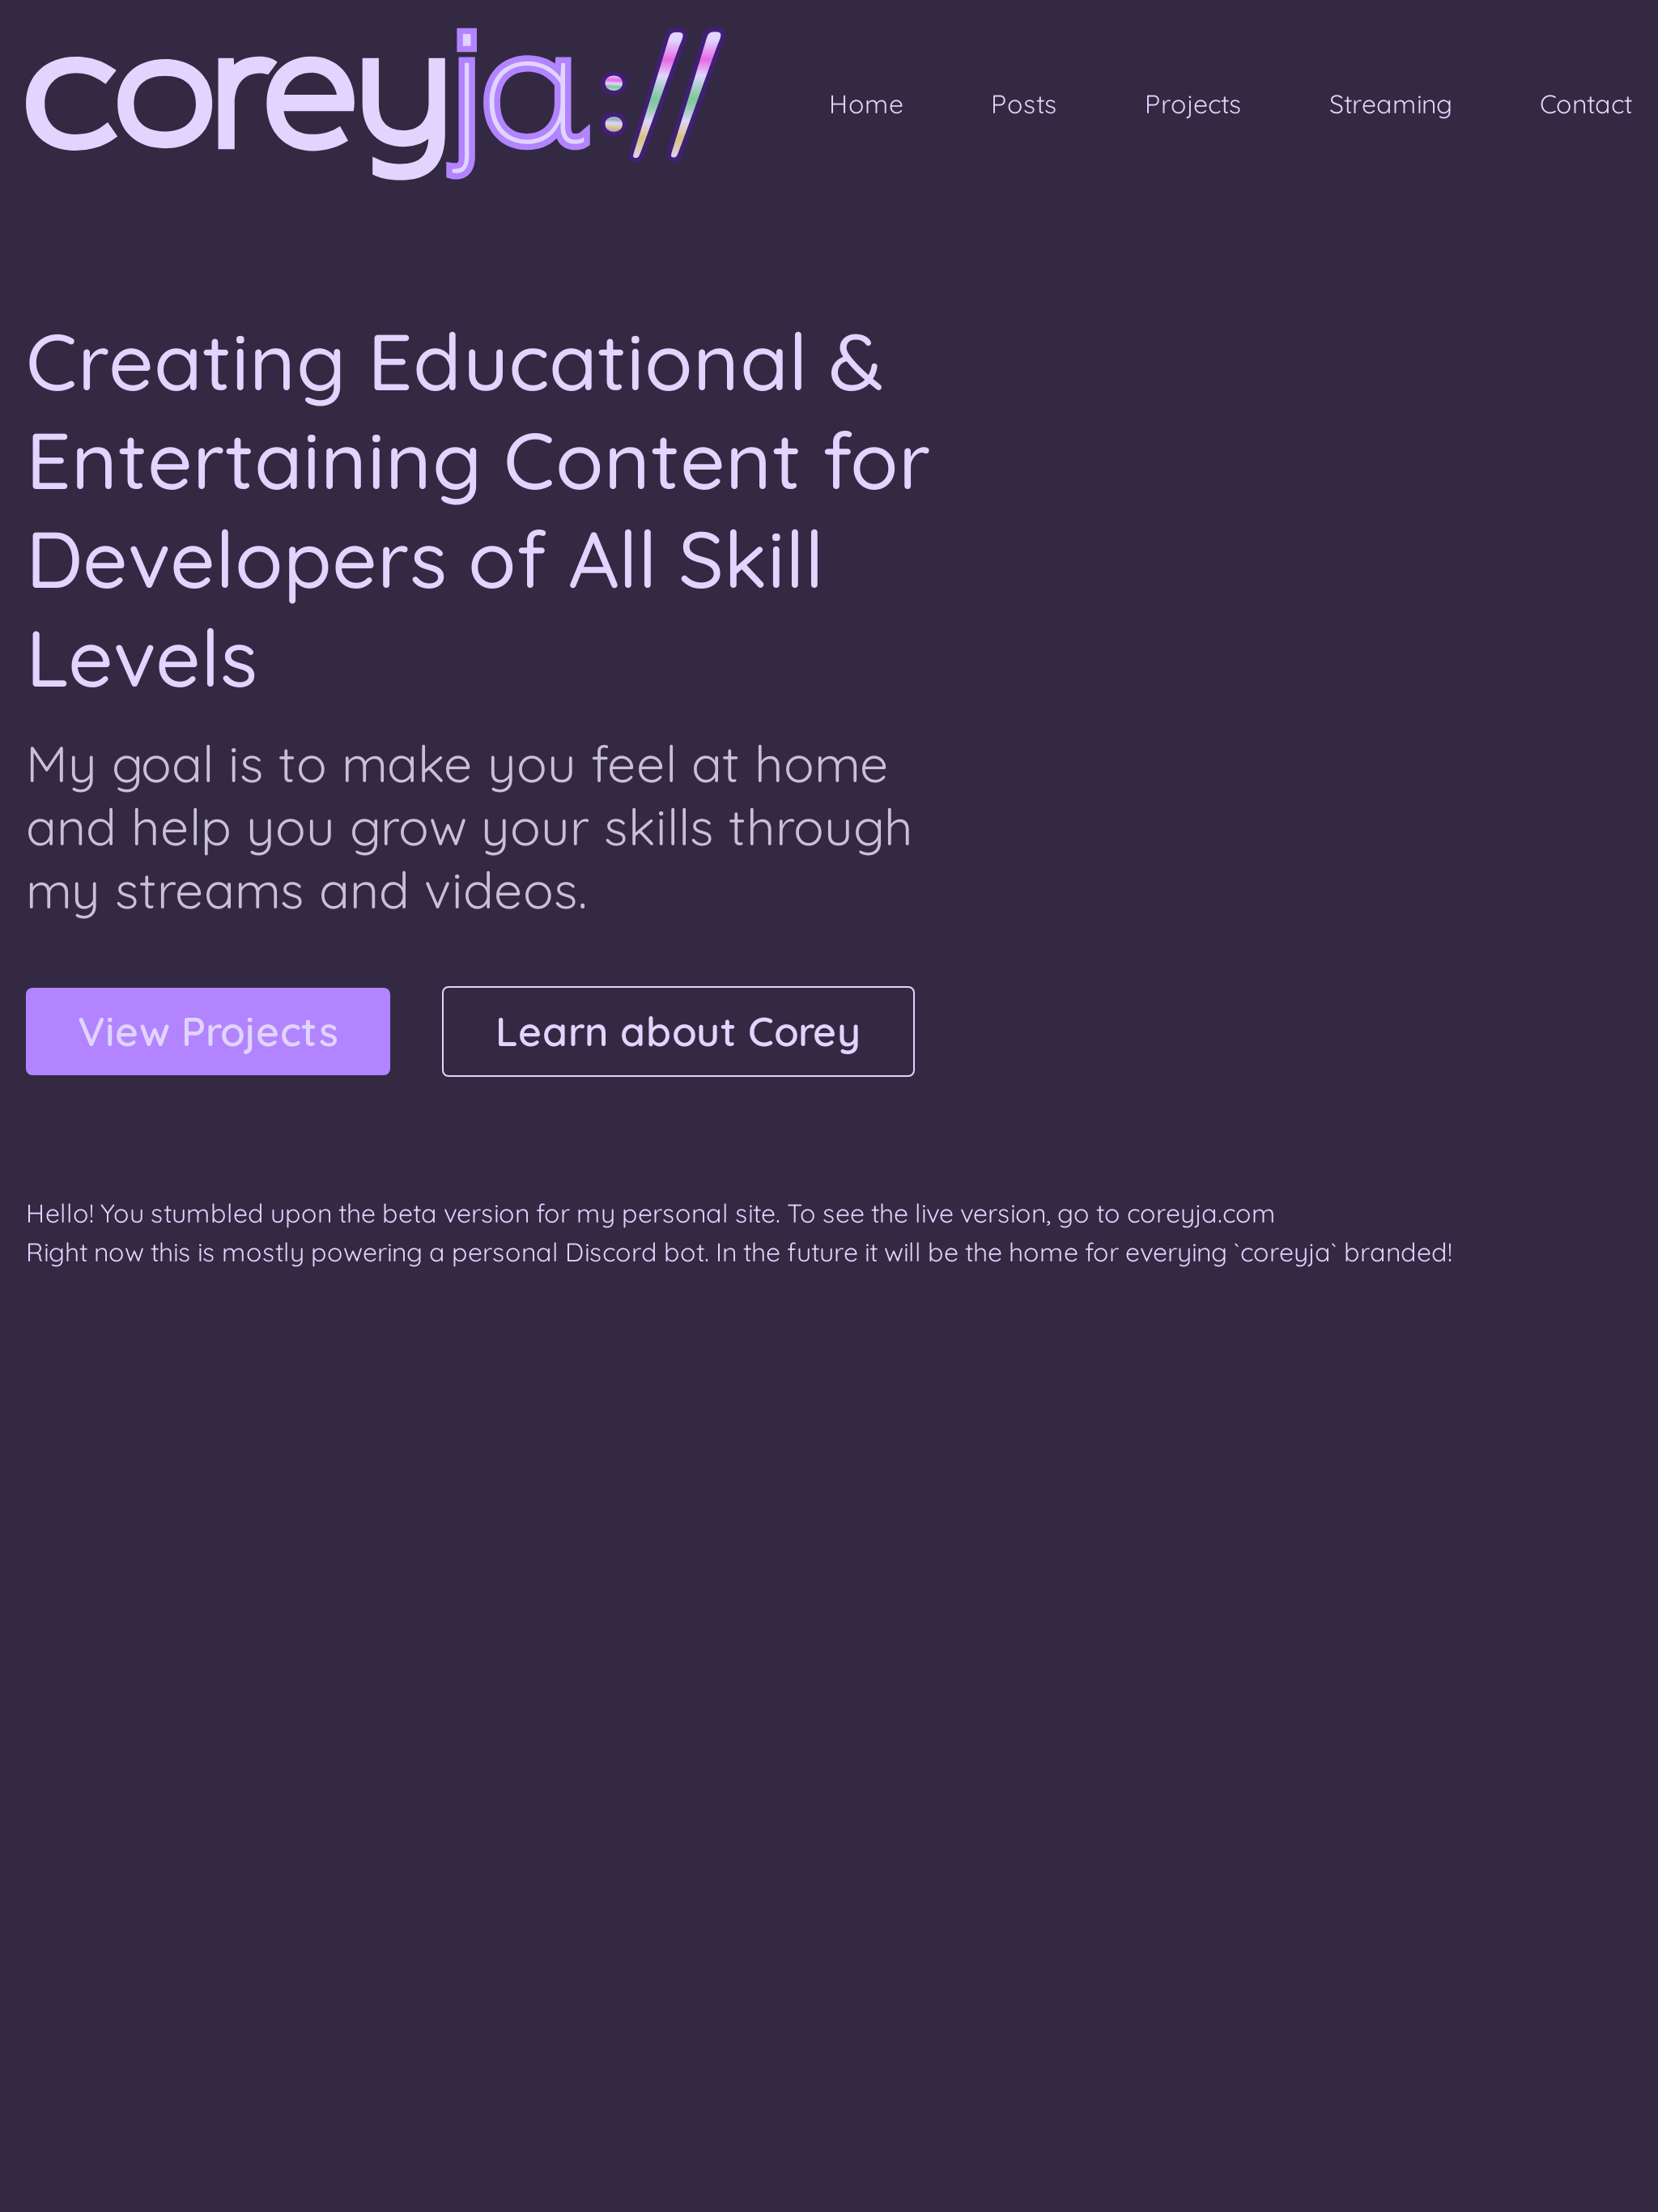 coreyja://
Home Posts Projects Streaming Contact
Creating Educational &
Entertaining Content for
Developers of All Skill
Levels
My goal is to make you feel at home
and help you grow your skills through
my streams and videos.
View Projects Learn about Corey
Hello! You stumbled upon the beta version for my personal site. To see the live version, go to coreyja.com
Right now this is mostly powering a personal Discord bot. In the future it will be the home for everying `coreyja` branded!